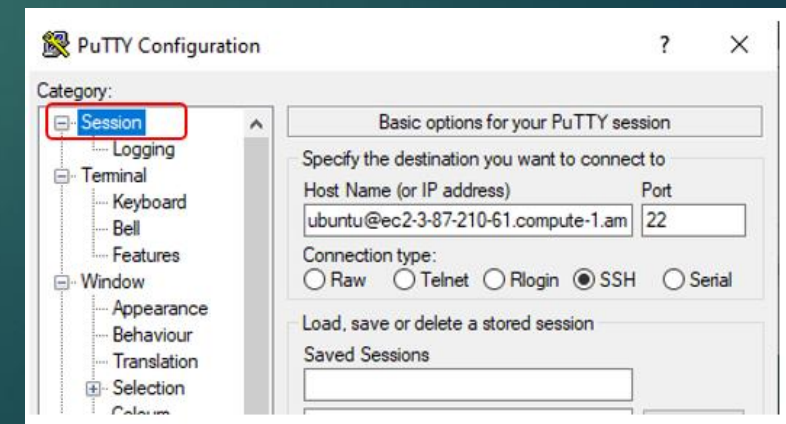 PuTTY Configuration
?
Category:
Session
Logging
Terminal
Keyboard
Bell
Features
Window
Appearance
Behaviour
Translation
Selection
Colours
Basic options for your PuTTY session
Specify the destination you want to connect to
Host Name (or IP address) Port
ubuntu@ec2-3-87-210-61.compute-1.am 22
Connection type:
Raw Telnet Rlogin SSH Serial
Load, save or delete a stored session
Saved Sessions